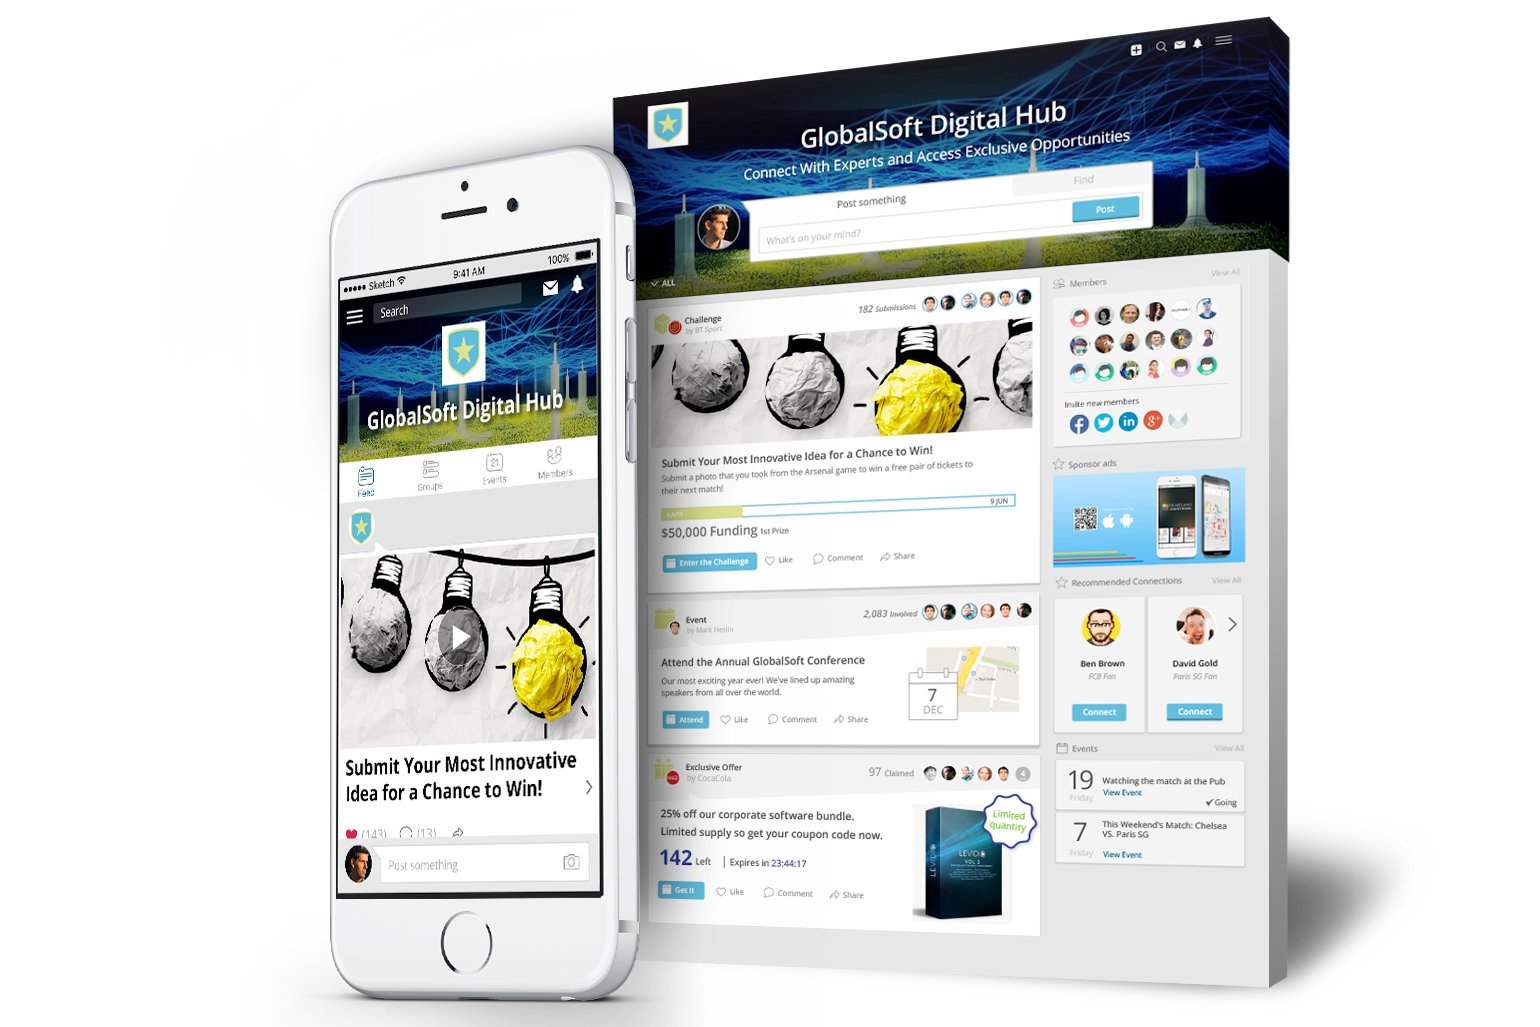 Sketch
9:41 AM
100%
Search
GlobalSoft Digital Hub
Feed
Groups
21
Events
Members
Submit Your Most Innovative
Idea for a Chance to Win!
(143)
(13)
Post something
GlobalSoft Digital Hub
Connect With Experts and Access Exclusive Opportunities
Post something
Find
What's on your mind?
Post
ALL
Challenge
by BT Sport
182 Submissions
Submit Your Most Innovative Idea for a Chance to Win!
Submit a photo that you took from the Arsenal game to win a free pair of tickets to
their next match!
4 APR
9 JUN
$50,000 Funding 1st Prize
Enter the Challenge
Like
Comment
Share
Event
by Mark Heslin
2,083 Involved
Attend the Annual GlobalSoft Conference
Our most exciting year ever! We've lined up amazing
speakers from all over the world.
7
DEC
Attend
Like
Comment
Share
Exclusive Offer
by CocaCola
97 Claimed
4
25% off our corporate software bundle.
Limited supply so get your coupon code now.
142 Left
Expires in 23:44:17
Limited
quantity
LEVIDIO
LEVIDIO
VOL 2
Get It
Like
Comment
Share
Members
View All
Invite new members
Sponsor ads
Recommended Connections
View All
Ben Brown
FCB Fan
Connect
David Gold
Paris SG Fan
Connect
Events
View All
19
Friday
Watching the match at the Pub
View Event
Going
7
Friday
This Weekend's Match: Chelsea
VS. Paris SG
View Event